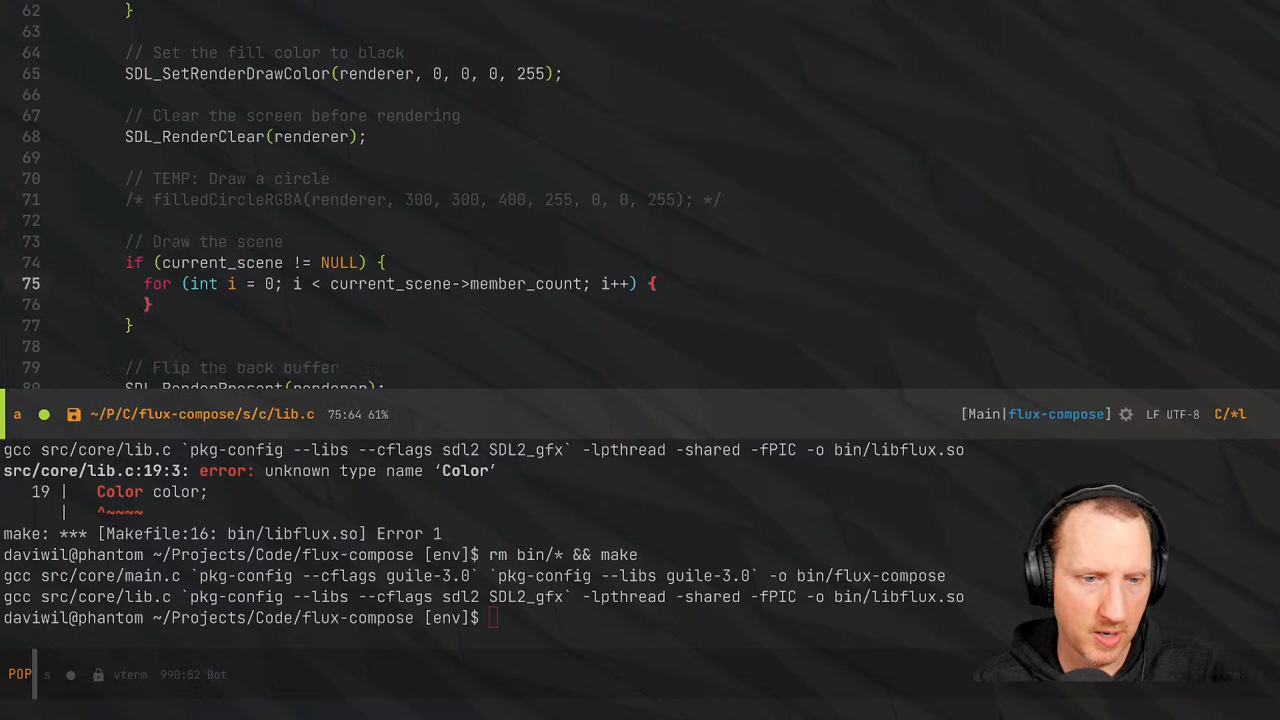 62 }
63
64 // Set the fill color to black
65 SDL_SetRenderDrawColor(renderer, 0, 0, 0, 255);
66
67 // Clear the screen before rendering
68 SDL_RenderClear(renderer);
69
70 // TEMP: Draw a circle
71 /* filledCircleRGBA(renderer, 300, 300, 400, 255, 0, 0, 255); */
72
73 // Draw the scene
74 if (current_scene != NULL) {
75 for (int i = 0; i < current_scene->member_count; i++) {
76 }
77 }
78
79 // Flip the back buffer
80 SDL_RenderPresent(renderer);
a ~/P/C/flux-compose/s/c/lib.c 75:64 61% [Main|flux-compose] LF UTF-8 C/*l
gcc src/core/lib.c `pkg-config --libs --cflags sdl2 SDL2_gfx` -lpthread -shared -fPIC -o bin/libflux.so
src/core/lib.c:19:3: error: unknown type name ‘Color’
19 | Color color;
| ^~~~~
make: *** [Makefile:16: bin/libflux.so] Error 1
daviwil@phantom ~/Projects/Code/flux-compose [env]$ rm bin/* && make
gcc src/core/main.c `pkg-config --cflags guile-3.0` `pkg-config --libs guile-3.0` -o bin/flux-compose
gcc src/core/lib.c `pkg-config --libs --cflags sdl2 SDL2_gfx` -lpthread -shared -fPIC -o bin/libflux.so
daviwil@phantom ~/Projects/Code/flux-compose [env]$
POP s vterm 990:52 Bot